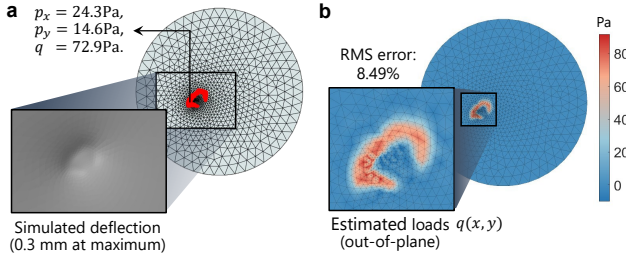 a
p_x = 24.3Pa,
p_y = 14.6Pa,
q = 72.9Pa.
Simulated deflection
(0.3 mm at maximum)
b
RMS error:
8.49%
Estimated loads q(x, y)
(out-of-plane)
Pa
80
60
40
20
0